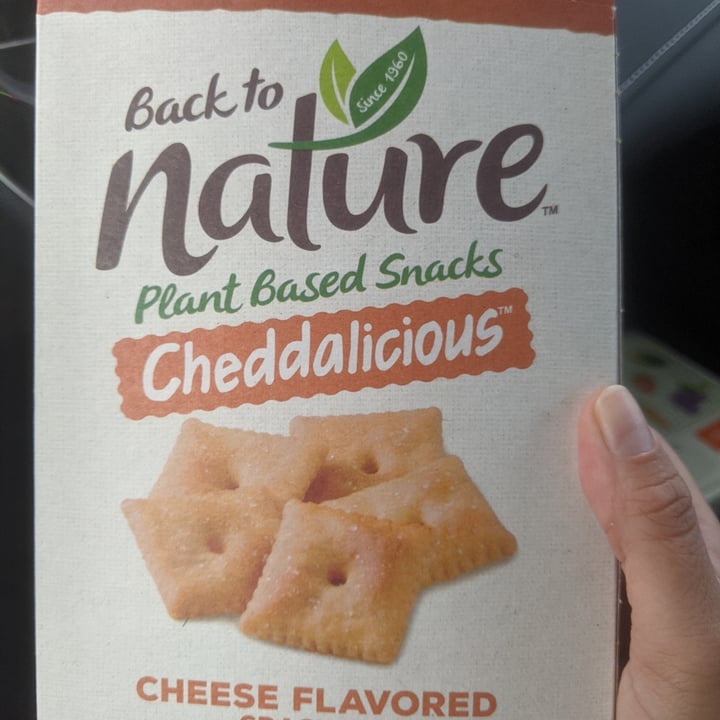 Since 1960
Back to
nature™
Plant Based Snacks
Cheddalicious™
CHEESE FLAVORED